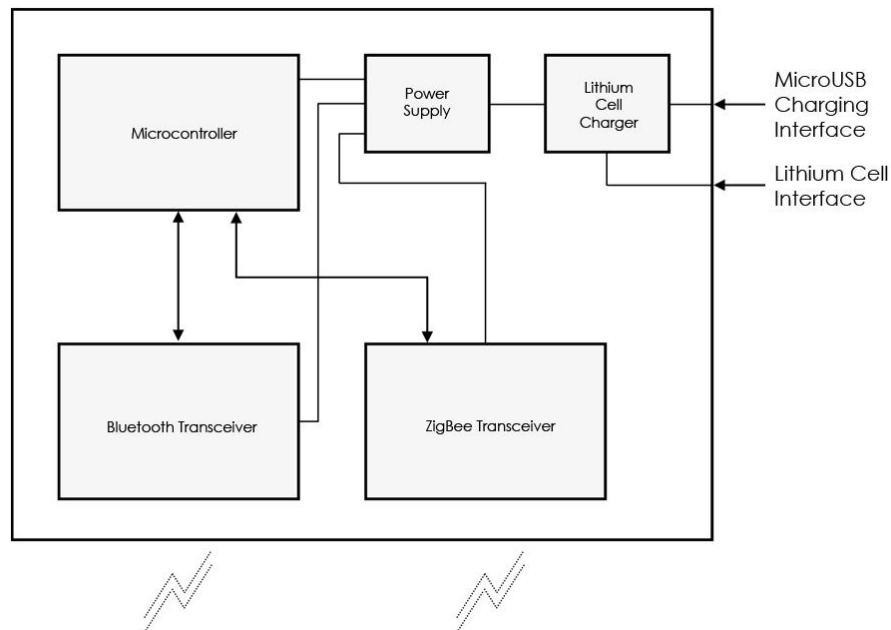 Microcontroller
Power
Supply
Lithium
Cell
Charger
MicroUSB
Charging
Interface
Lithium Cell
Interface
Bluetooth Transceiver
ZigBee Transceiver